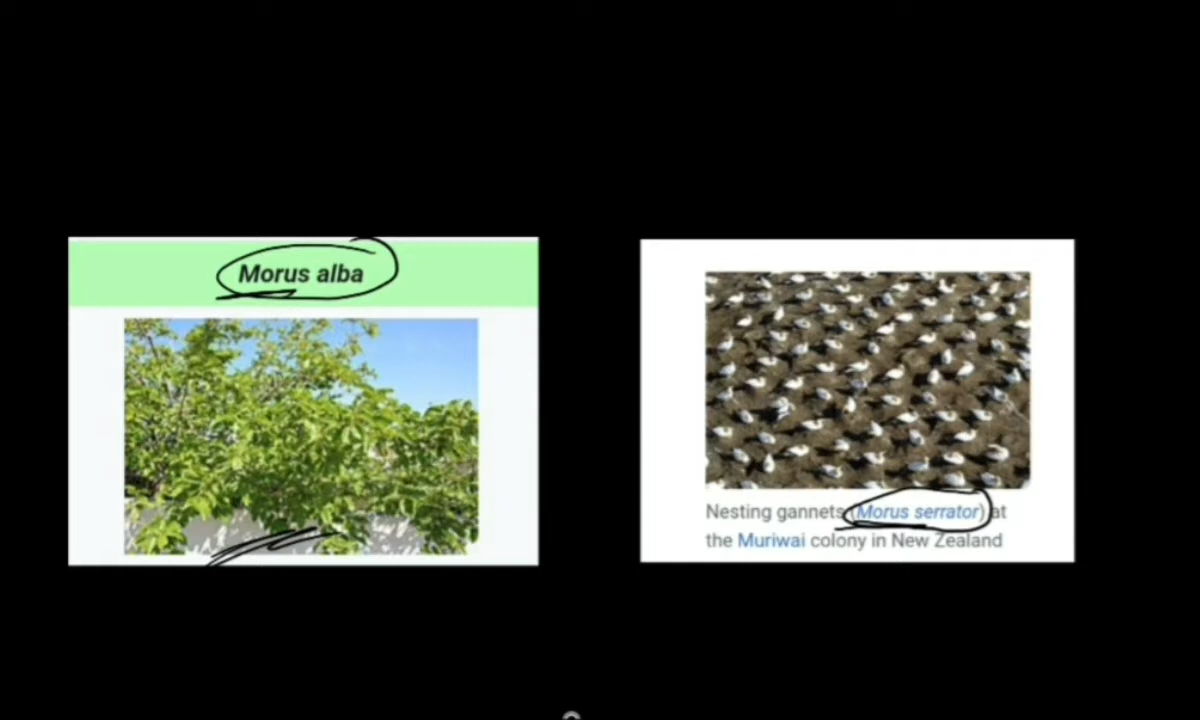 Morus alba
Nesting gannets (Morus serrator) at
the Muriwai colony in New Zealand